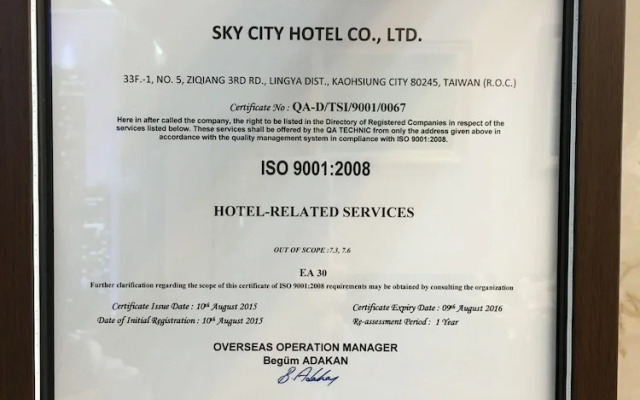 SKY CITY HOTEL CO., LTD.
33F.-1, NO. 5, ZIQIANG 3RD RD., LINGYA DIST., KAOHSIUNG CITY 80245, TAIWAN (R.O.C.)
Certificate No : QA-D/TSI/9001/0067
Here in after called the company, the right to be listed in the Directory of Registered Companies in respect of the
services listed below. These services shall be offered by the QA TECHNIC from only the address given above in
accordance with the quality management system in compliance with ISO 9001:2008.
ISO 9001:2008
HOTEL-RELATED SERVICES
OUT OF SCOPE :7.3, 7.6
EA 30
Further clarification regarding the scope of this certificate of ISO 9001:2008 requirements may be obtained by consulting the organization
Certificate Issue Date : 10th August 2015 Certificate Expiry Date : 09th August 2016
Date of Initial Registration : 10th August 2015 Re-assessment Period : 1 Year
OVERSEAS OPERATION MANAGER
Begüm ADAKAN